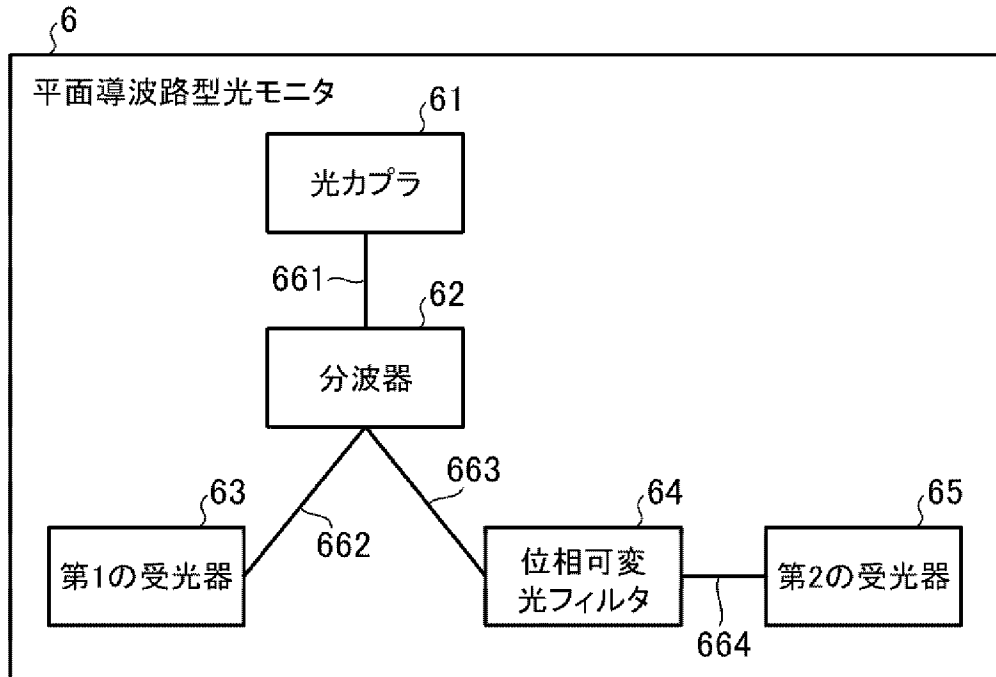 6
平面導波路型光モニタ
61
光カプラ
661
62
分波器
63
662
663
64
65
第1の受光器
位相可変
光フィルタ
第2の受光器
664